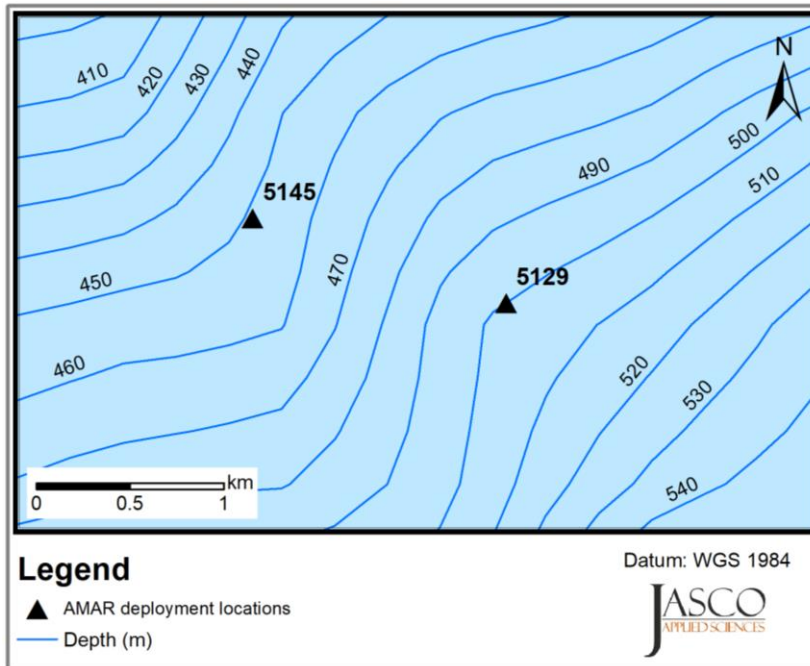 N
410
420
430
440
500
490
510
5145
470
450
5129
460
520
530
540
km
0 0.5 1
Legend
AMAR deployment locations
Depth (m)
Datum: WGS 1984
JASCO
APPLIED SCIENCES